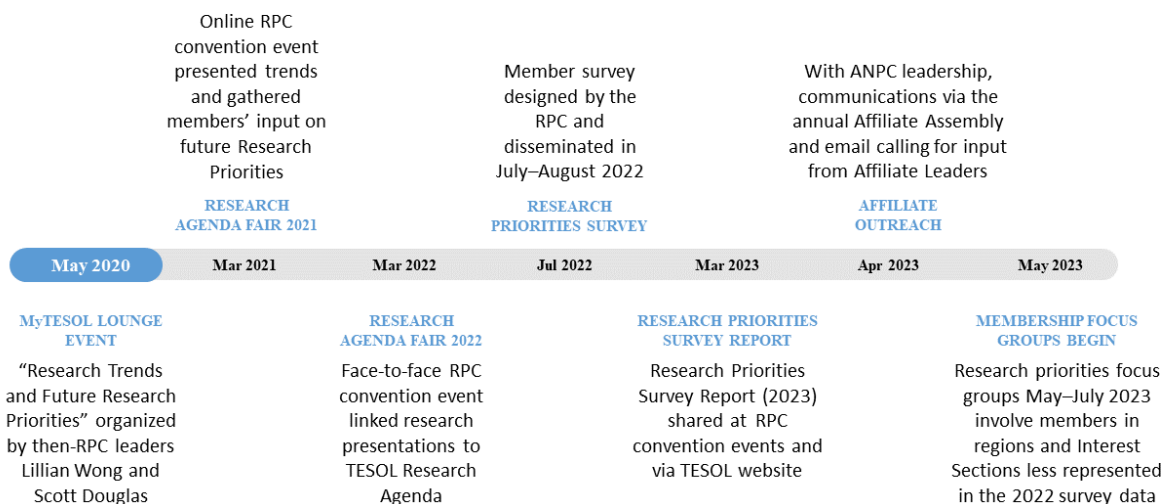 Online RPC
convention event
presented trends
and gathered
members’ input on
future Research
Priorities
RESEARCH
AGENDA FAIR 2021
Member survey
designed by the
RPC and
disseminated in
July–August 2022
RESEARCH
PRIORITIES SURVEY
With ANPC leadership,
communications via the
annual Affiliate Assembly
and email calling for input
from Affiliate Leaders
AFFILIATE
OUTREACH
May 2020 Mar 2021 Mar 2022 Jul 2022 Mar 2023 Apr 2023 May 2023
MyTESOL LOUNGE
EVENT
“Research Trends
and Future Research
Priorities” organized
by then-RPC leaders
Lillian Wong and
Scott Douglas
RESEARCH
AGENDA FAIR 2022
Face-to-face RPC
convention event
linked research
presentations to
TESOL Research
Agenda
RESEARCH PRIORITIES
SURVEY REPORT
Research Priorities
Survey Report (2023)
shared at RPC
convention events and
via TESOL website
MEMBERSHIP FOCUS
GROUPS BEGIN
Research priorities focus
groups May–July 2023
involve members in
regions and Interest
Sections less represented
in the 2022 survey data